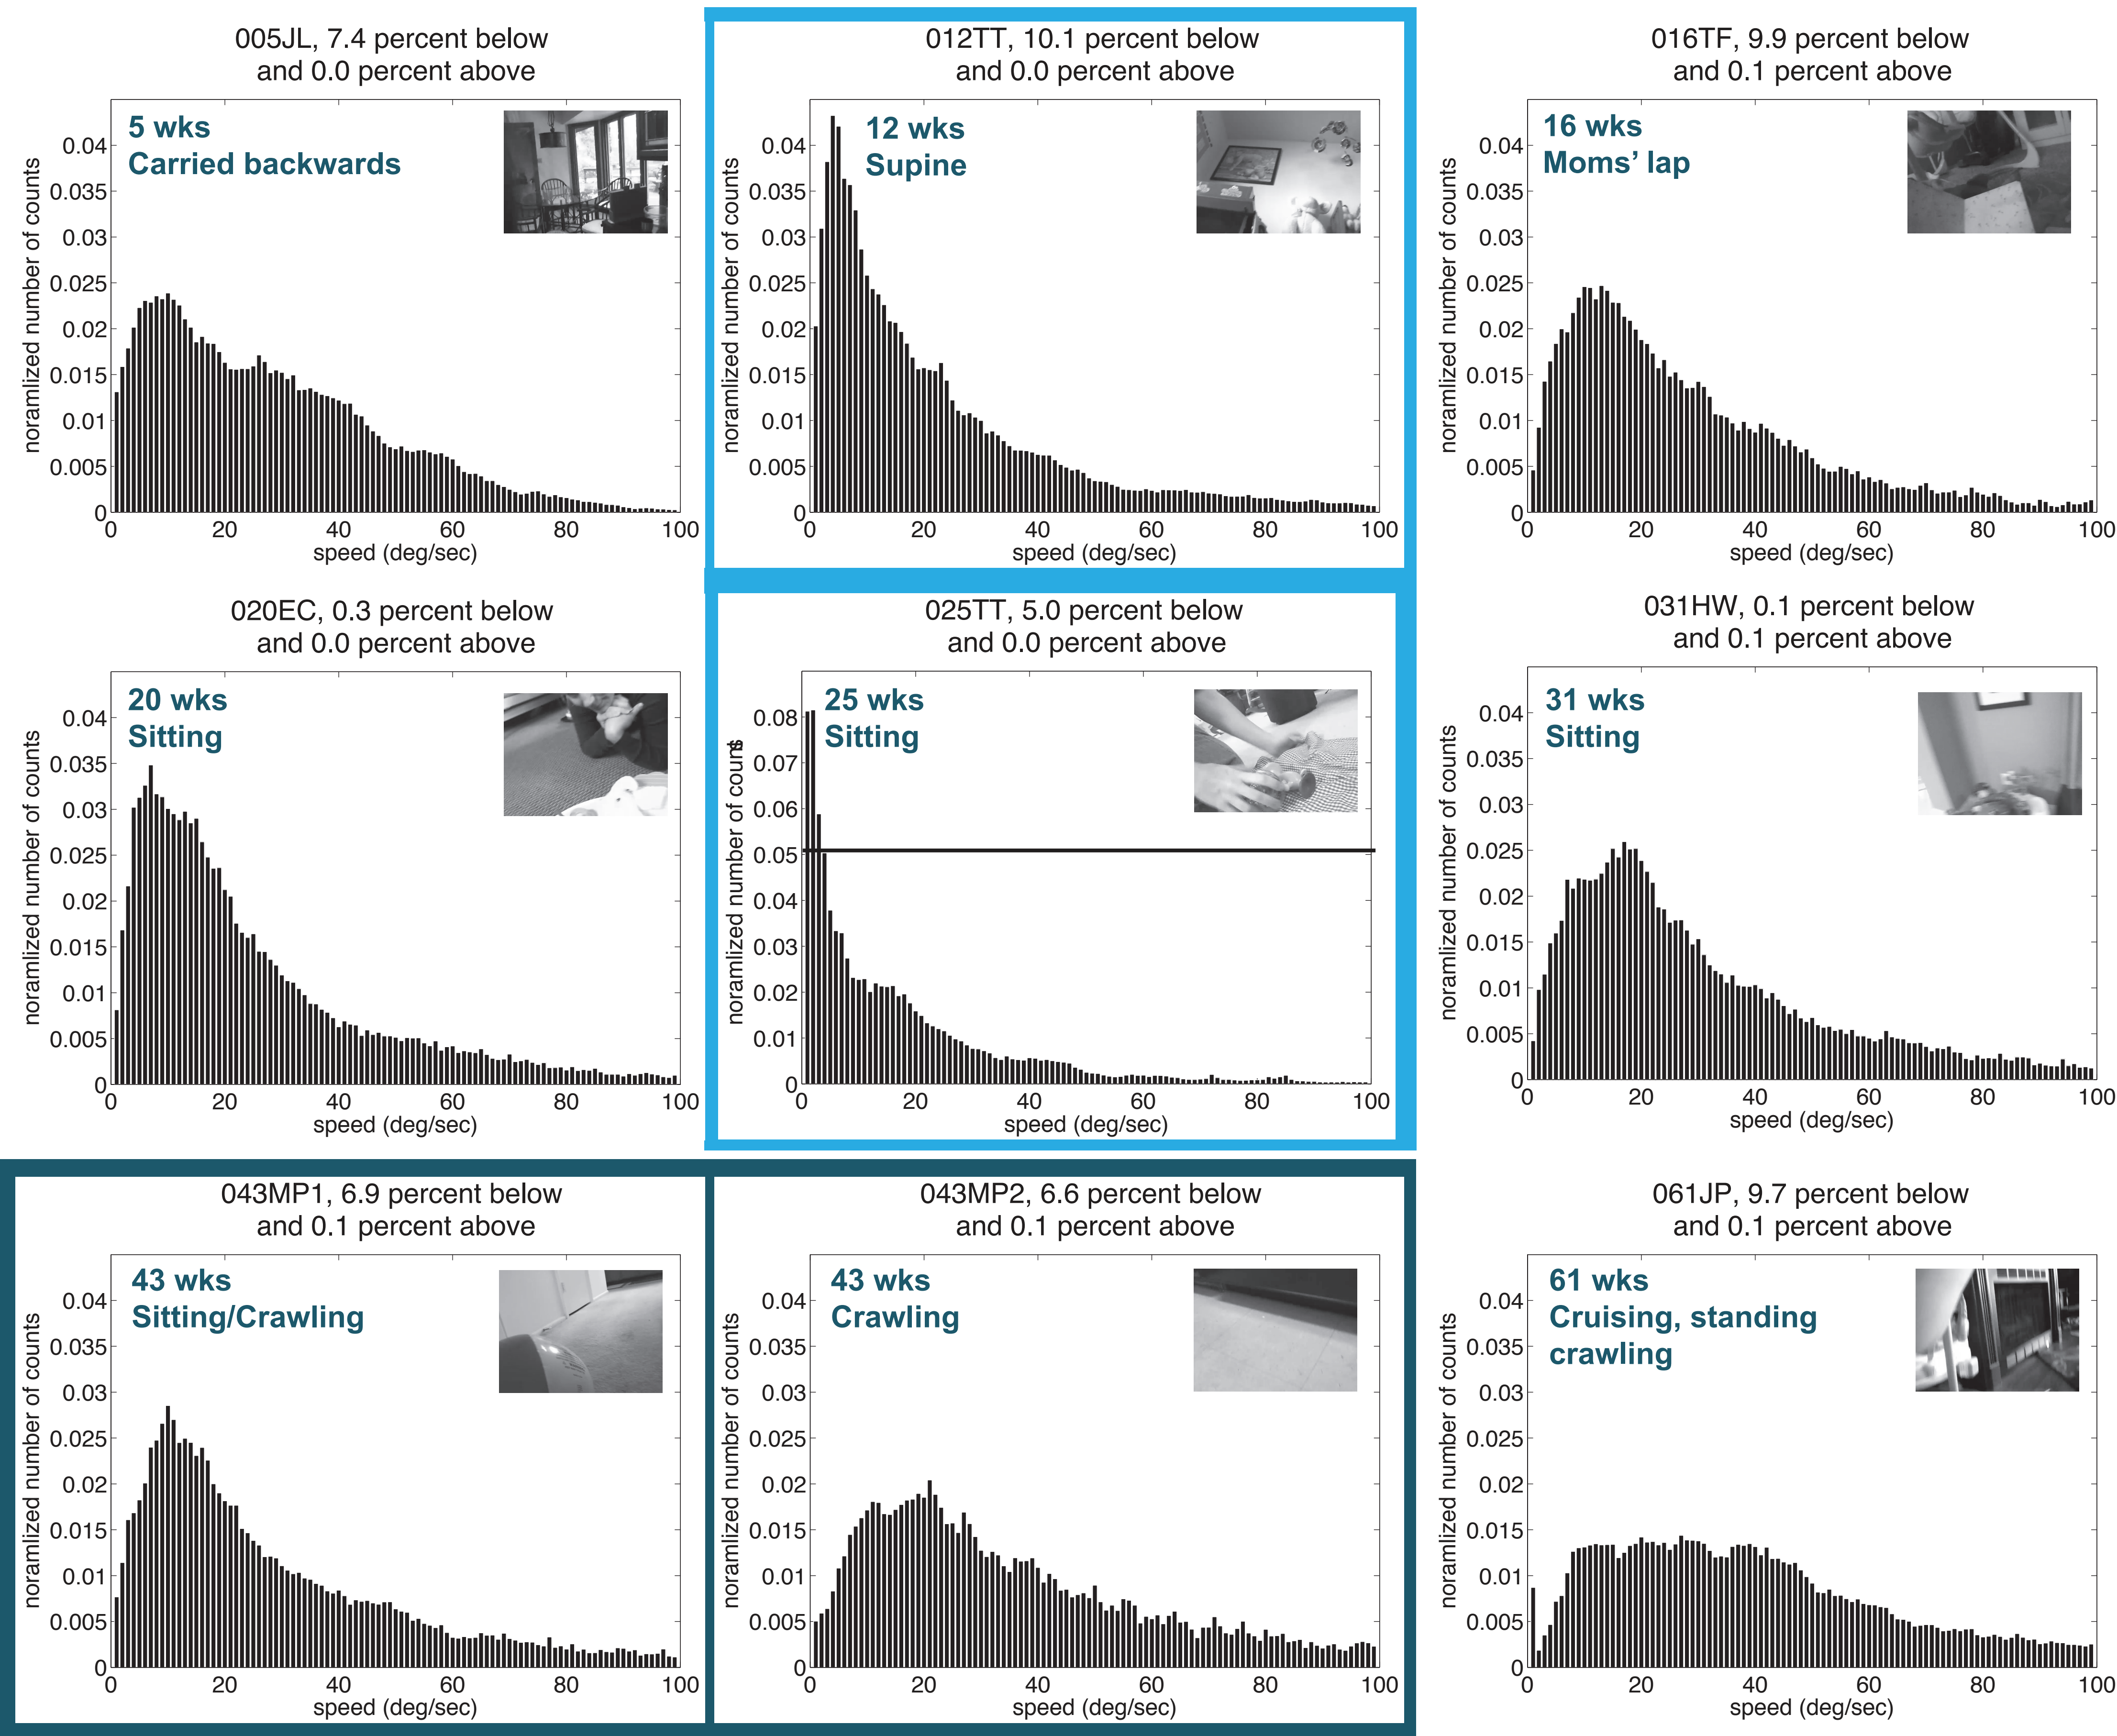 005JL, 7.4 percent below
and 0.0 percent above
5 wks
Carried backwards
noramlized number of counts
0.04
0.035
0.03
0.025
0.02
0.015
0.01
0.005
0
0 20 40 60 80 100
speed (deg/sec)
012TT, 10.1 percent below
and 0.0 percent above
12 wks
Supine
noramlized number of counts
0.04
0.035
0.03
0.025
0.02
0.015
0.01
0.005
0
0 20 40 60 80 100
speed (deg/sec)
016TF, 9.9 percent below
and 0.1 percent above
16 wks
Moms’ lap
noramlized number of counts
0.04
0.035
0.03
0.025
0.02
0.015
0.01
0.005
0
0 20 40 60 80 100
speed (deg/sec)
020EC, 0.3 percent below
and 0.0 percent above
20 wks
Sitting
noramlized number of counts
0.04
0.035
0.03
0.025
0.02
0.015
0.01
0.005
0
0 20 40 60 80 100
speed (deg/sec)
025TT, 5.0 percent below
and 0.0 percent above
25 wks
Sitting
noramlized number of counts
0.08
0.07
0.06
0.05
0.04
0.03
0.02
0.01
0
0 20 40 60 80 100
speed (deg/sec)
031HW, 0.1 percent below
and 0.1 percent above
31 wks
Sitting
noramlized number of counts
0.04
0.035
0.03
0.025
0.02
0.015
0.01
0.005
0
0 20 40 60 80 100
speed (deg/sec)
043MP1, 6.9 percent below
and 0.1 percent above
43 wks
Sitting/Crawling
noramlized number of counts
0.04
0.035
0.03
0.025
0.02
0.015
0.01
0.005
0
0 20 40 60 80 100
speed (deg/sec)
043MP2, 6.6 percent below
and 0.1 percent above
43 wks
Crawling
noramlized number of counts
0.04
0.035
0.03
0.025
0.02
0.015
0.01
0.005
0
0 20 40 60 80 100
speed (deg/sec)
061JP, 9.7 percent below
and 0.1 percent above
61 wks
Cruising, standing
crawling
noramlized number of counts
0.04
0.035
0.03
0.025
0.02
0.015
0.01
0.005
0
0 20 40 60 80 100
speed (deg/sec)